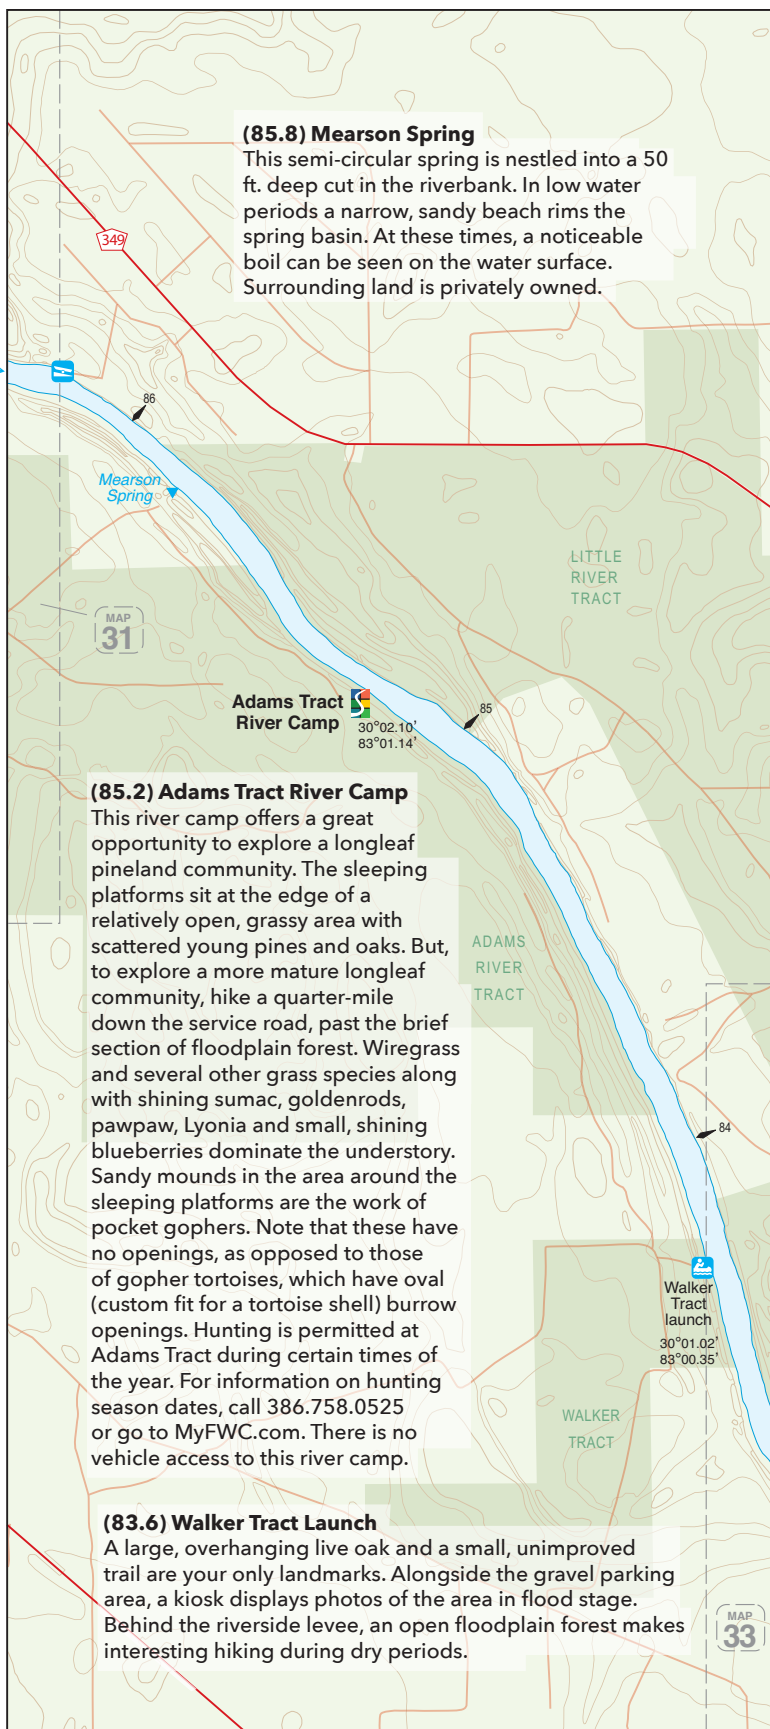 (85.8) Mearson Spring
This semi-circular spring is nestled into a 50
ft. deep cut in the riverbank. In low water
periods a narrow, sandy beach rims the
spring basin. At these times, a noticeable
boil can be seen on the water surface.
Surrounding land is privately owned.
349
86
Mearson
Spring
LITTLE
RIVER
TRACT
MAP
31
Adams Tract
River Camp
30°02.10'
83°01.14'
85
(85.2) Adams Tract River Camp
This river camp offers a great
opportunity to explore a longleaf
pineland community. The sleeping
platforms sit at the edge of a
relatively open, grassy area with
scattered young pines and oaks. But,
to explore a more mature longleaf
community, hike a quarter-mile
down the service road, past the brief
section of floodplain forest. Wiregrass
and several other grass species along
with shining sumac, goldenrods,
pawpaw, Lyonia and small, shining
blueberries dominate the understory.
Sandy mounds in the area around the
sleeping platforms are the work of
pocket gophers. Note that these have
no openings, as opposed to those
of gopher tortoises, which have oval
(custom fit for a tortoise shell) burrow
openings. Hunting is permitted at
Adams Tract during certain times of
the year. For information on hunting
season dates, call 386.758.0525
or go to MyFWC.com. There is no
vehicle access to this river camp.
ADAMS
RIVER
TRACT
84
Walker
Tract
launch
30°01.02'
83°00.35'
WALKER
TRACT
(83.6) Walker Tract Launch
A large, overhanging live oak and a small, unimproved
trail are your only landmarks. Alongside the gravel parking
area, a kiosk displays photos of the area in flood stage.
Behind the riverside levee, an open floodplain forest makes
interesting hiking during dry periods.
MAP
33